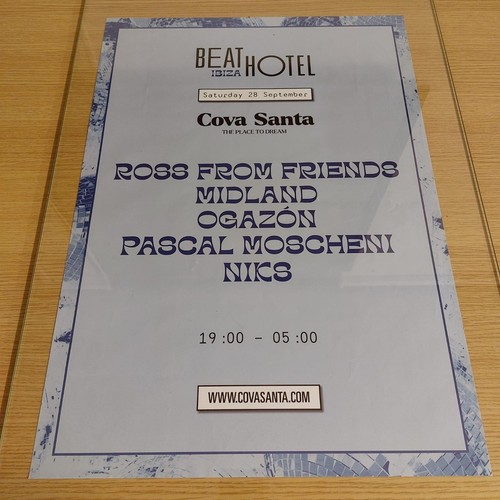 BEAT
IBIZA HOTEL
Saturday 28 September
Cova Santa
THE PLACE TO DREAM
ROSS FROM FRIENDS
MIDLAND
OGAZÓN
PASCAL MOSCHENI
NIKS
19:00 – 05:00
WWW.COVASANTA.COM